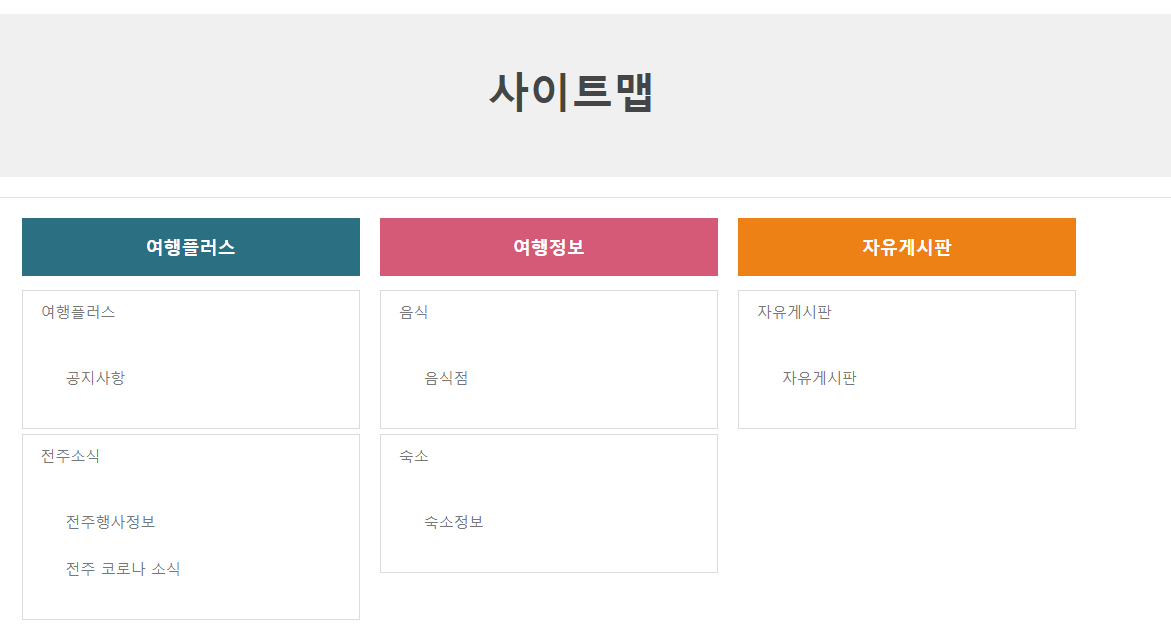 사이트맵
여행플러스
여행플러스
공지사항
전주소식
전주행사정보
전주 코로나 소식
여행정보
음식
음식점
숙소
숙소정보
자유게시판
자유게시판
자유게시판